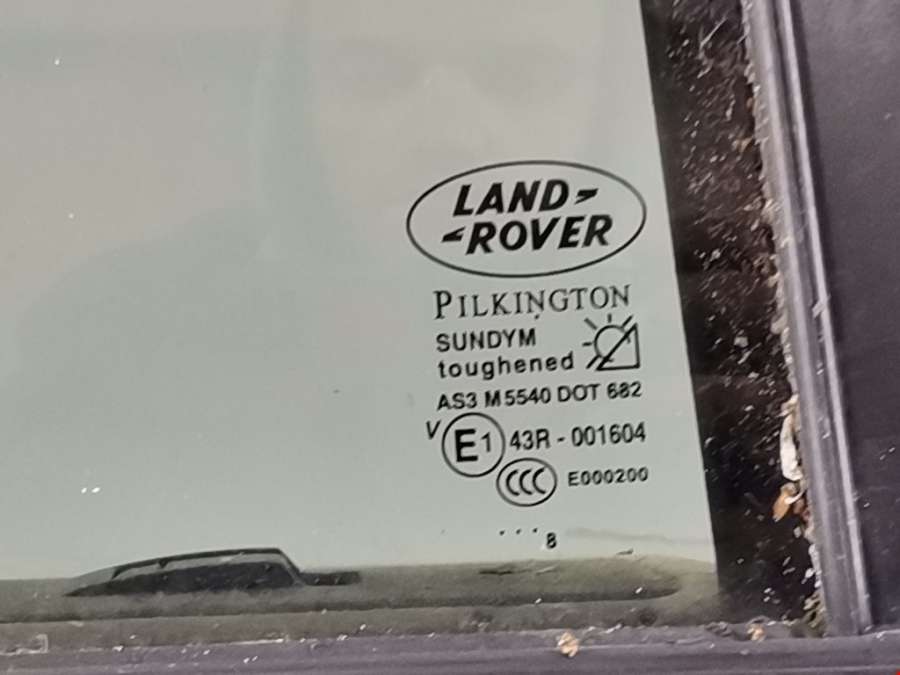 LAND
ROVER
PILKINGTON
SUNDYM
toughened
AS3 M5540 DOT 682
V E1 43R - 001604
CCC E000200
... 8